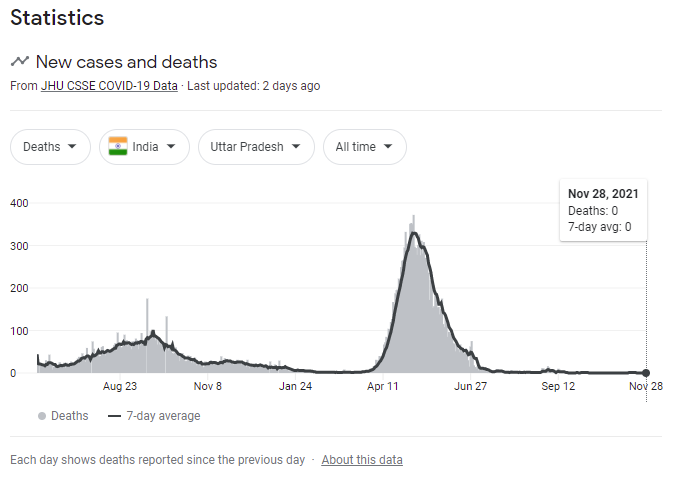 Statistics
New cases and deaths
From JHU CSSE COVID-19 Data · Last updated: 2 days ago
Deaths India Uttar Pradesh All time
Nov 28, 2021
Deaths: 0
7-day avg: 0
400
300
200
100
0
Aug 23 Nov 8 Jan 24 Apr 11 Jun 27 Sep 12 Nov 28
Deaths 7-day average
Each day shows deaths reported since the previous day · About this data